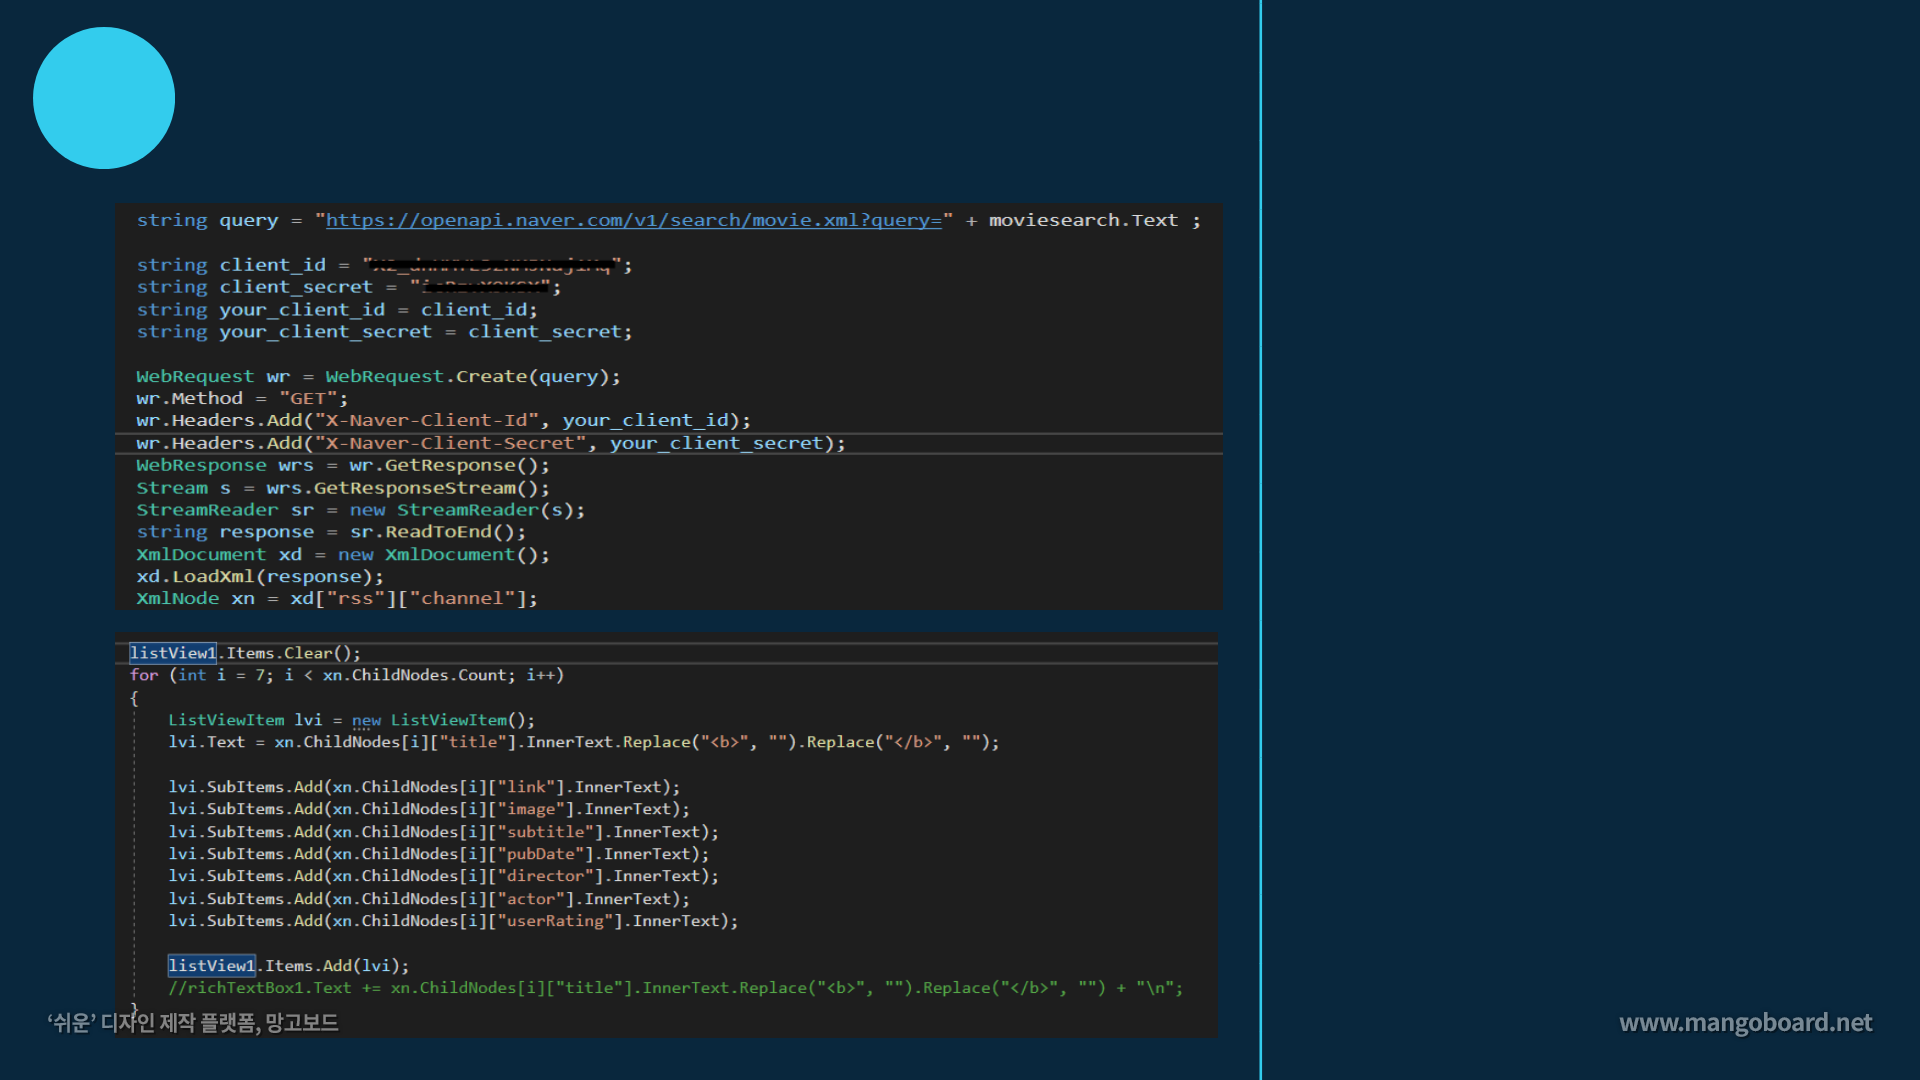 string query = "https://openapi.naver.com/v1/search/movie.xml?query=" + moviesearch.Text ;
string client_id = "";
string client_secret = "";
string your_client_id = client_id;
string your_client_secret = client_secret;
WebRequest wr = WebRequest.Create(query);
wr.Method = "GET";
wr.Headers.Add("X-Naver-Client-Id", your_client_id);
wr.Headers.Add("X-Naver-Client-Secret", your_client_secret);
WebResponse wrs = wr.GetResponse();
Stream s = wrs.GetResponseStream();
StreamReader sr = new StreamReader(s);
string response = sr.ReadToEnd();
XmlDocument xd = new XmlDocument();
xd.LoadXml(response);
XmlNode xn = xd["rss"]["channel"];
listView1.Items.Clear();
for (int i = 7; i < xn.ChildNodes.Count; i++)
{
ListViewItem lvi = new ListViewItem();
lvi.Text = xn.ChildNodes[i]["title"].InnerText.Replace("<b>", "").Replace("</b>", "");
lvi.SubItems.Add(xn.ChildNodes[i]["link"].InnerText);
lvi.SubItems.Add(xn.ChildNodes[i]["image"].InnerText);
lvi.SubItems.Add(xn.ChildNodes[i]["subtitle"].InnerText);
lvi.SubItems.Add(xn.ChildNodes[i]["pubDate"].InnerText);
lvi.SubItems.Add(xn.ChildNodes[i]["director"].InnerText);
lvi.SubItems.Add(xn.ChildNodes[i]["actor"].InnerText);
lvi.SubItems.Add(xn.ChildNodes[i]["userRating"].InnerText);
listView1.Items.Add(lvi);
//richTextBox1.Text += xn.ChildNodes[i]["title"].InnerText.Replace("<b>", "").Replace("</b>", "") + "\n";
}
‘쉬운’ 디자인 제작 플랫폼, 망고보드
www.mangoboard.net